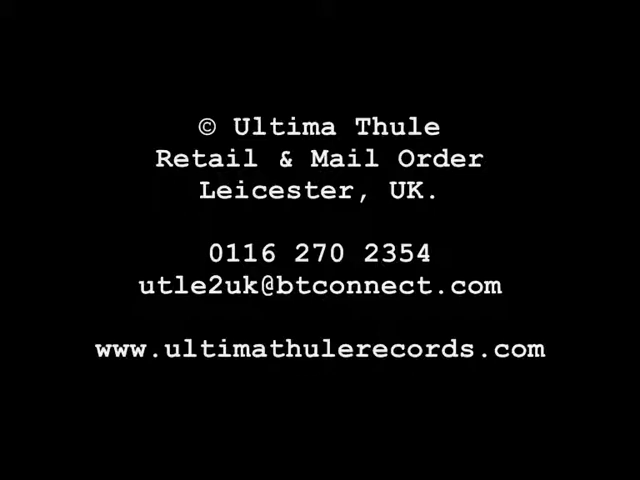 © Ultima Thule
Retail & Mail Order
Leicester, UK.
0116 270 2354
utle2uk@btconnect.com
www.ultimathulerecords.com